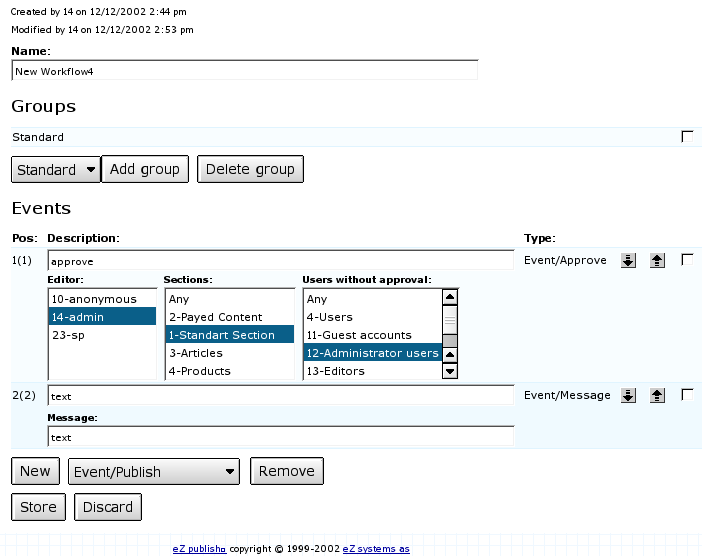 Created by 14 on 12/12/2002 2:44 pm
Modified by 14 on 12/12/2002 2:53 pm
Name:
New Workflow4
Groups
Standard
Standard Add group Delete group
Events
Pos: Description: Type:
1(1) approve Event/Approve
Editor: Sections: Users without approval:
10-anonymous Any Any
14-admin 2-Payed Content 4-Users
23-sp 1-Standart Section 11-Guest accounts
3-Articles 12-Administrator users
4-Products 13-Editors
2(2) text Event/Message
Message:
text
New Event/Publish Remove
Store Discard
eZ publish copyright © 1999-2002 eZ systems as